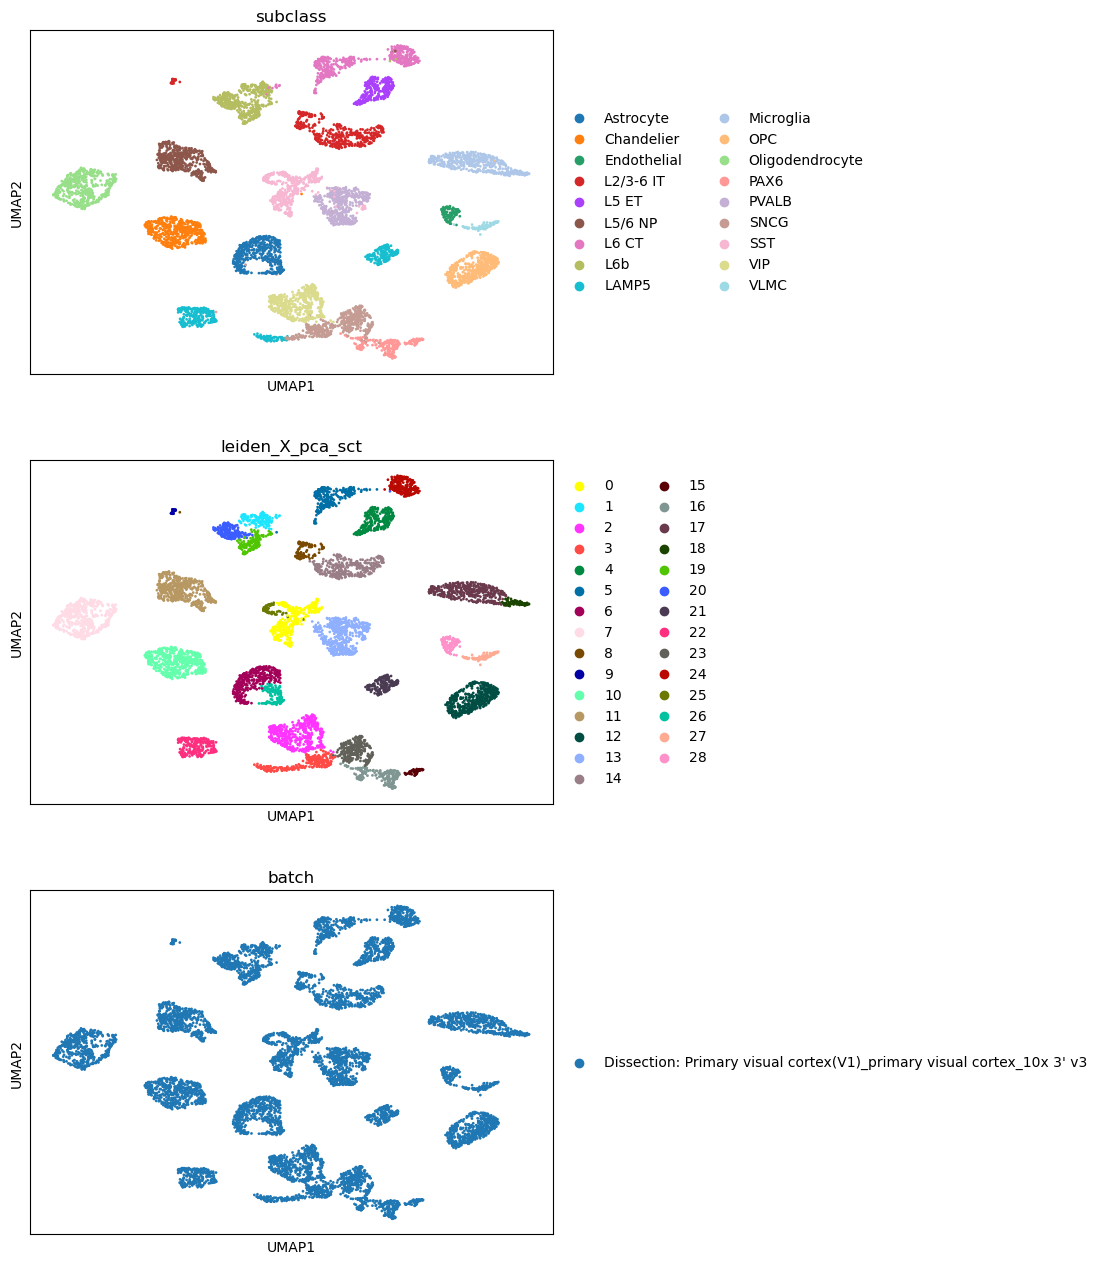 subclass
UMAP2
UMAP1
Astrocyte
Chandelier
Endothelial
L2/3-6 IT
L5 ET
L5/6 NP
L6 CT
L6b
LAMP5
Microglia
OPC
Oligodendrocyte
PAX6
PVALB
SNCG
SST
VIP
VLMC
leiden_X_pca_sct
UMAP2
UMAP1
0
1
2
3
4
5
6
7
8
9
10
11
12
13
14
15
16
17
18
19
20
21
22
23
24
25
26
27
28
batch
UMAP2
UMAP1
Dissection: Primary visual cortex(V1)_primary visual cortex_10x 3' v3